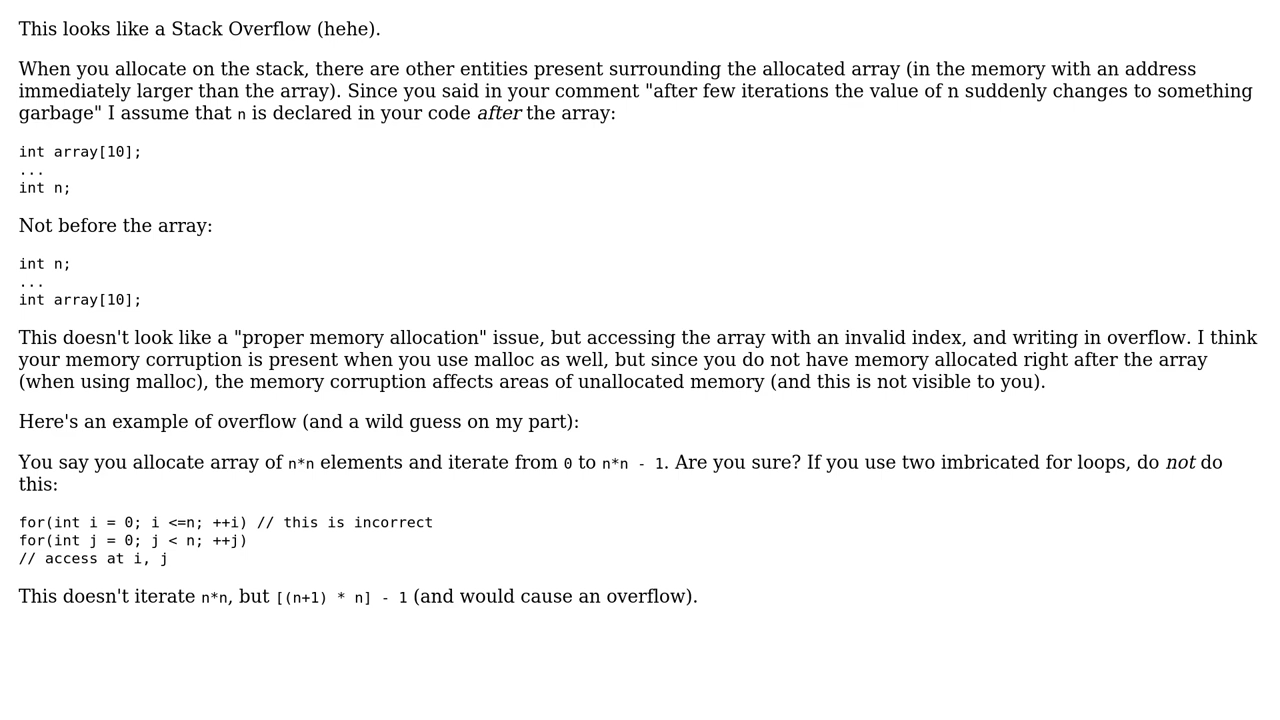 This looks like a Stack Overflow (hehe).
When you allocate on the stack, there are other entities present surrounding the allocated array (in the memory with an address
immediately larger than the array). Since you said in your comment "after few iterations the value of n suddenly changes to something
garbage" I assume that n is declared in your code after the array:
int array[10];
...
int n;
Not before the array:
int n;
...
int array[10];
This doesn't look like a "proper memory allocation" issue, but accessing the array with an invalid index, and writing in overflow. I think
your memory corruption is present when you use malloc as well, but since you do not have memory allocated right after the array
(when using malloc), the memory corruption affects areas of unallocated memory (and this is not visible to you).
Here's an example of overflow (and a wild guess on my part):
You say you allocate array of n*n elements and iterate from 0 to n*n - 1. Are you sure? If you use two imbricated for loops, do not do
this:
for(int i = 0; i <=n; ++i) // this is incorrect
for(int j = 0; j < n; ++j)
// access at i, j
This doesn't iterate n*n, but [(n+1) * n] - 1 (and would cause an overflow).